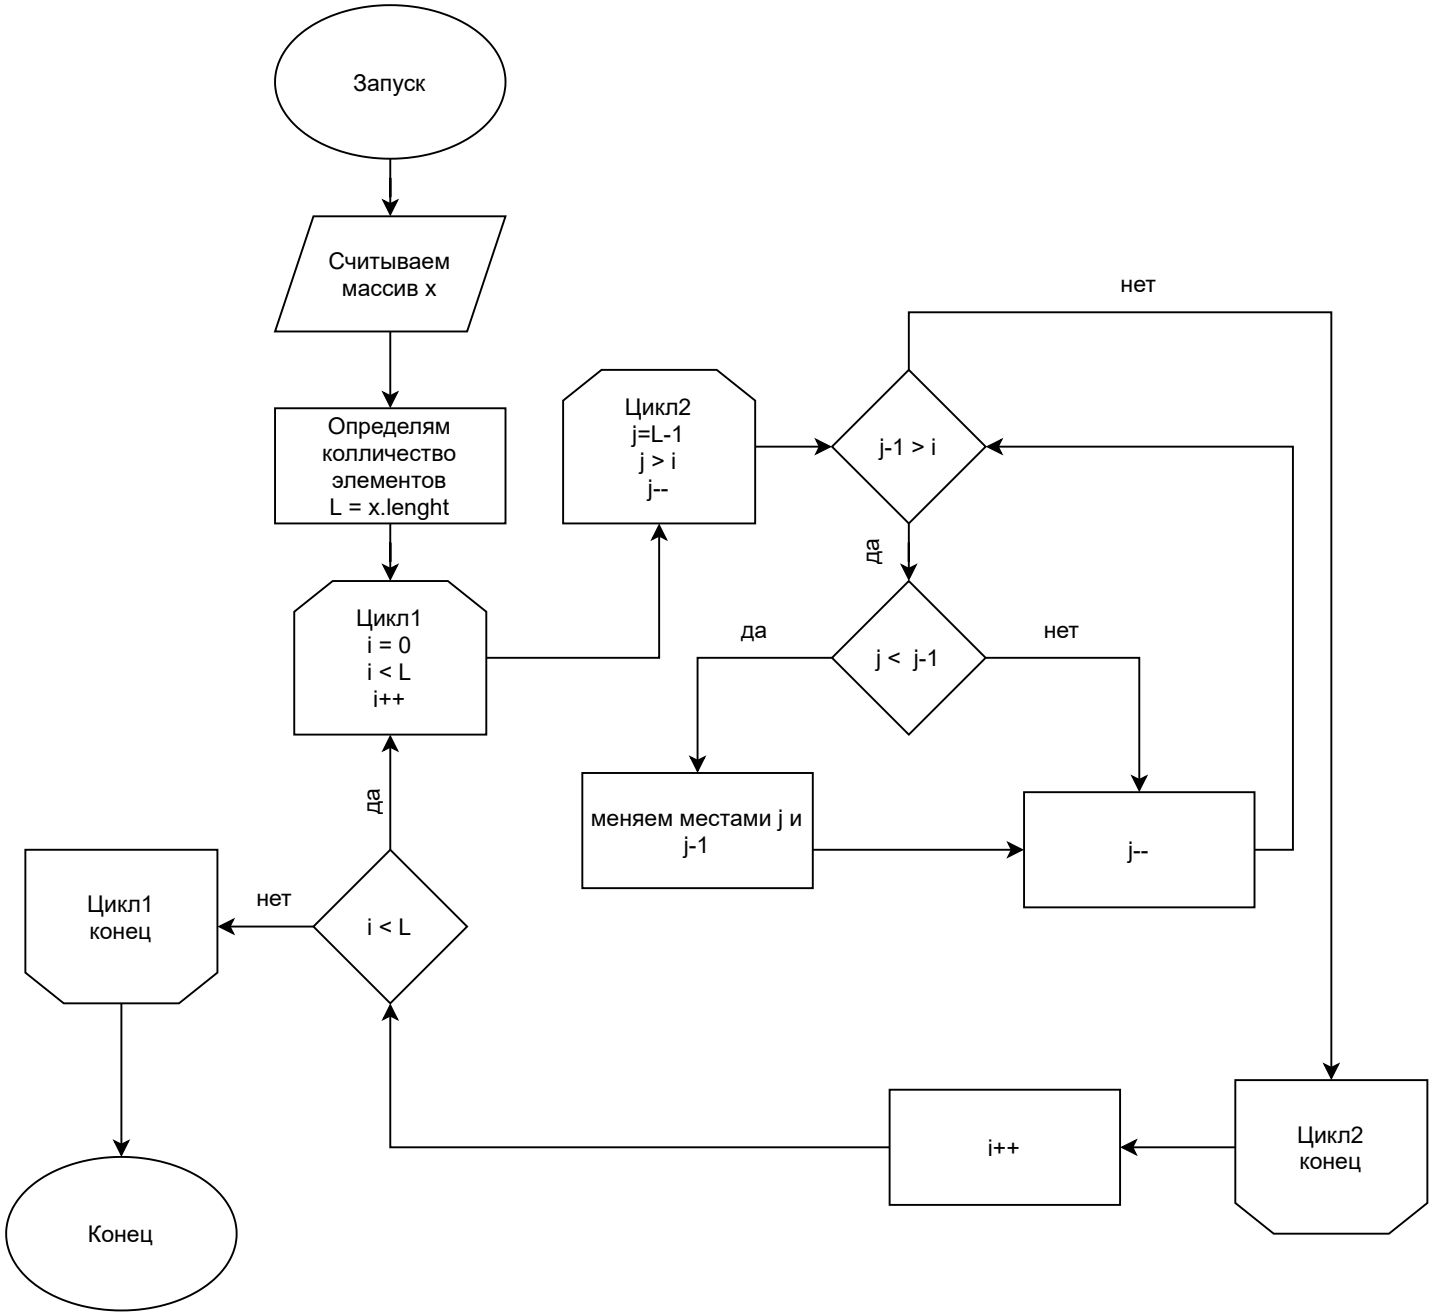 Запуск
Считываем
массив x
Определям
колличество
элементов
L = x.lenght
Цикл1
i = 0
i < L
i++
Цикл2
j=L-1
j > i
j--
j-1 > i
нет
да
j < j-1
да
нет
меняем местами j и
j-1
j--
Цикл2
конец
i++
i < L
да
нет
Цикл1
конец
Конец